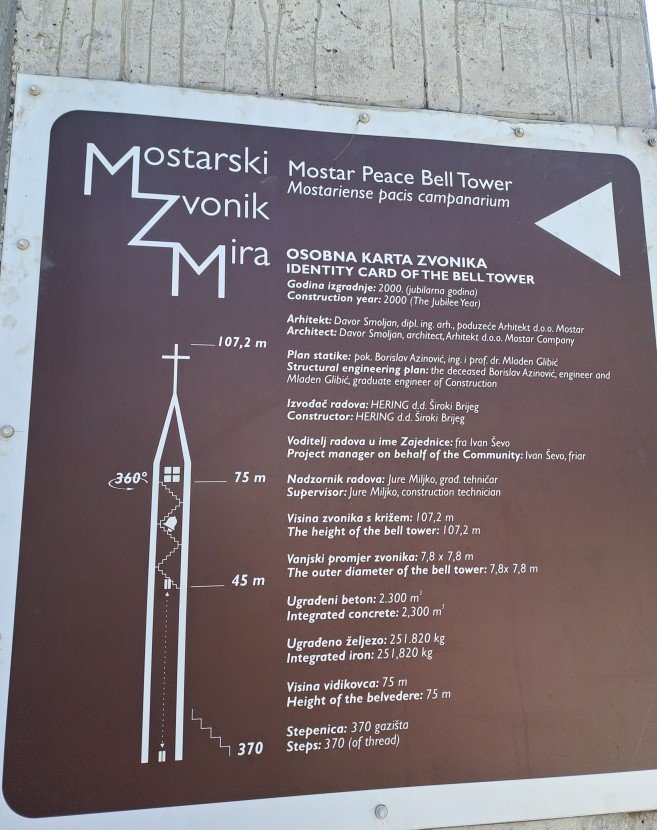 Mostarski
Zvonik
Mira
Mostar Peace Bell Tower
Mostariense pacis campanarium
OSOBNA KARTA ZVONIKA
IDENTITY CARD OF THE BELL TOWER
Godina izgradnje: 2000. (jubilarna godina)
Construction year: 2000 (The Jubilee Year)
Arhitekt: Davor Smoljan, dipl. ing. arh., poduzeće Arhitekt d.o.o. Mostar
Architect: Davor Smoljan, architect, Arhitekt d.o.o. Mostar Company
Plan statike: pok. Borislav Azinović, ing. i prof. dr. Mladen Glibić
Structural engineering plan: the deceased Borislav Azinović, engineer and
Mladen Glibić, graduate engineer of Construction
Izvođač radova: HERING d.d. Široki Brijeg
Constructor: HERING d.d. Široki Brijeg
Voditelj radova u ime Zajednice: fra Ivan Ševo
Project manager on behalf of the Community: Ivan Ševo, friar
Nadzornik radova: Jure Miljko, građ. tehničar
Supervisor: Jure Miljko, construction technician
Visina zvonika s križem: 107,2 m
The height of the bell tower: 107,2 m
Vanjski promjer zvonika: 7,8 x 7,8 m
The outer diameter of the bell tower: 7,8x 7,8 m
Ugrađeni beton: 2.300 m³
Integrated concrete: 2,300 m³
Ugrađeno željezo: 251.820 kg
Integrated iron: 251,820 kg
Visina vidikovca: 75 m
Height of the belvedere: 75 m
Stepenica: 370 gazišta
Steps: 370 (of thread)
107,2 m
360°
75 m
45 m
370